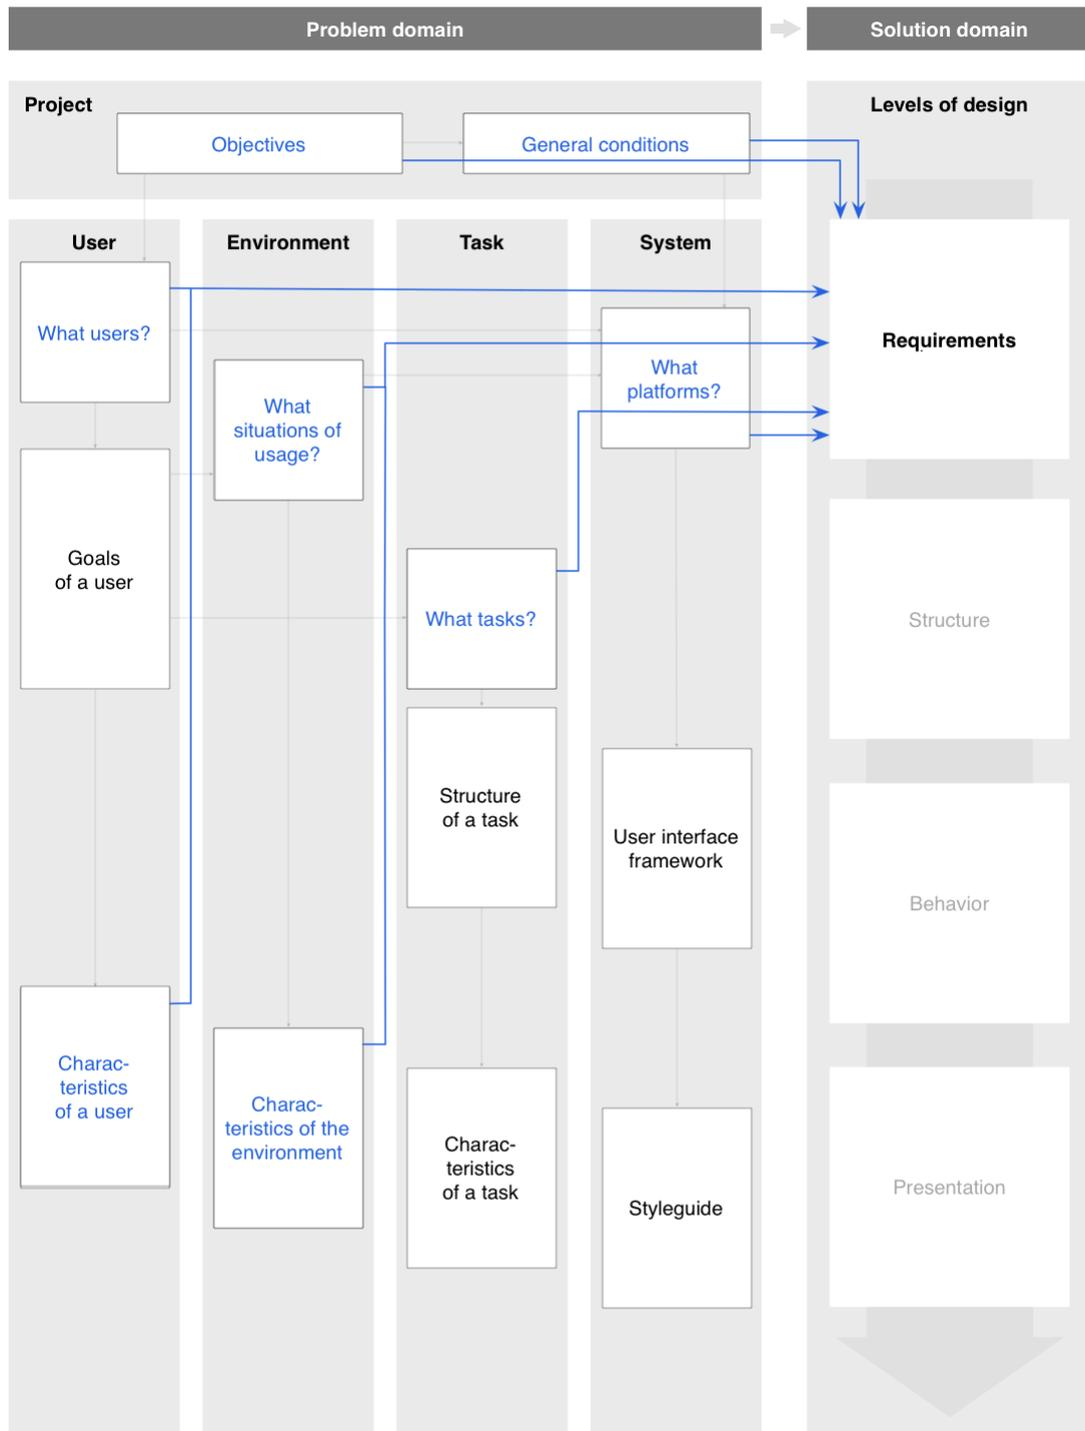 Problem domain
Solution domain
Project
Levels of design
Objectives
General conditions
User
Environment
Task
System
What users?
What
situations of
usage?
What
platforms?
Requirements
Goals
of a user
What tasks?
Structure
Structure
of a task
User interface
framework
Behavior
Charac-
teristics
of a user
Charac-
teristics of the
environment
Charac-
teristics
of a task
Styleguide
Presentation